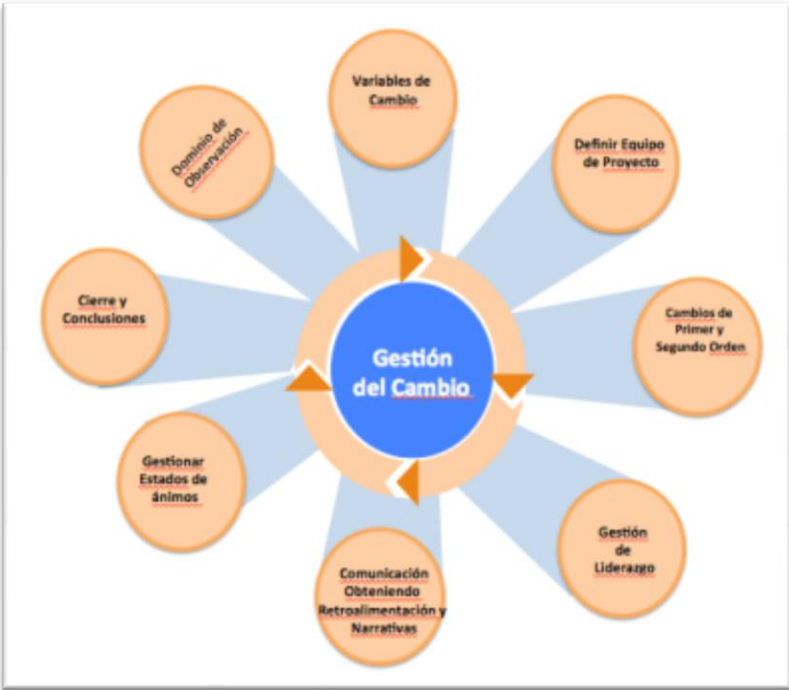 Variables de
Cambio
Definir Equipo
de Proyecto
Cambios de
Primer y
Segundo Orden
Gestión
de
Liderazgo
Comunicación
Obteniendo
Retroalimentación y
Narrativas
Gestionar
Estados de
ánimos
Cierre y
Conclusiones
Dominio de
Observación
Gestión
del Cambio